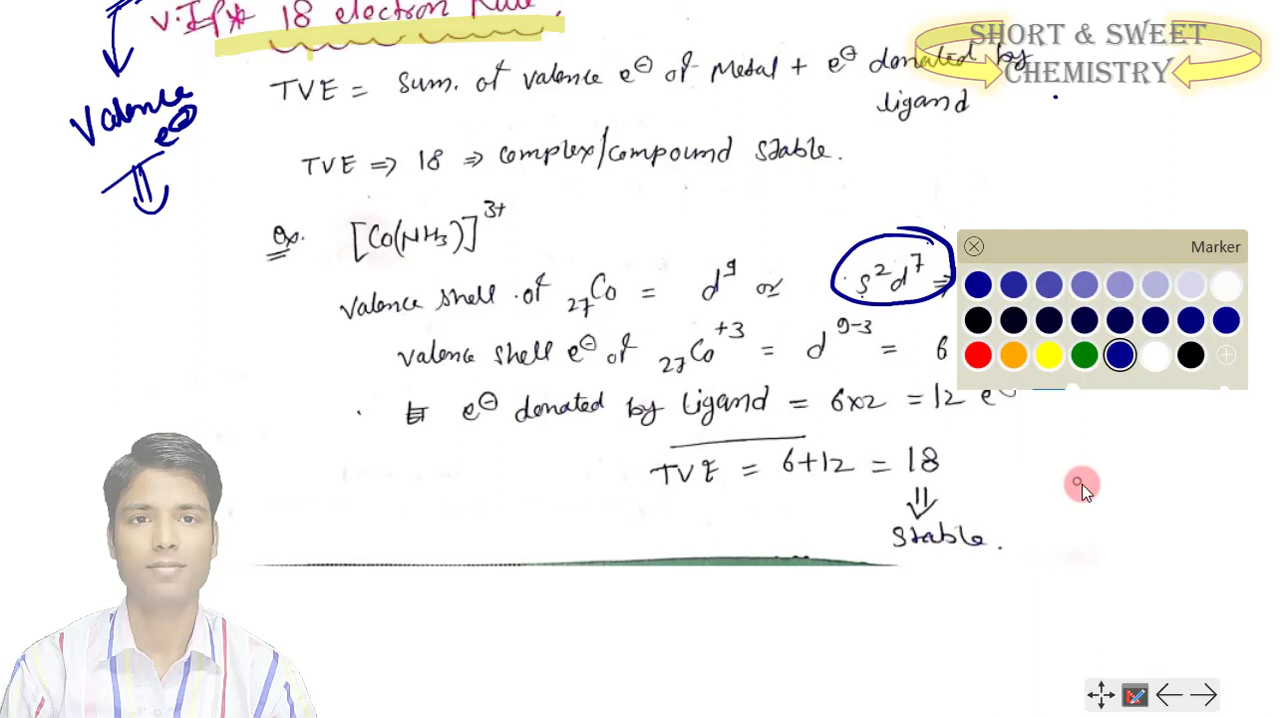 V.Imp* 18 electron Rule.
SHORT & SWEET
CHEMISTRY
TVE = Sum. of valence e⊖ of Metal + e⊖ donated by
ligand
Valence
e⊖
TVE => 18 => complex/compound stable.
Ex. [Co(NH₃)]³⁺
valence shell of ₂₇Co = d⁹ or s²d⁷ =>
valence shell e⊖ of ₂₇Co⁺³ = d⁹⁻³ = 6
e⊖ donated by ligand = 6x2 = 12 e⊖
TVE = 6+12 = 18
stable.
Marker